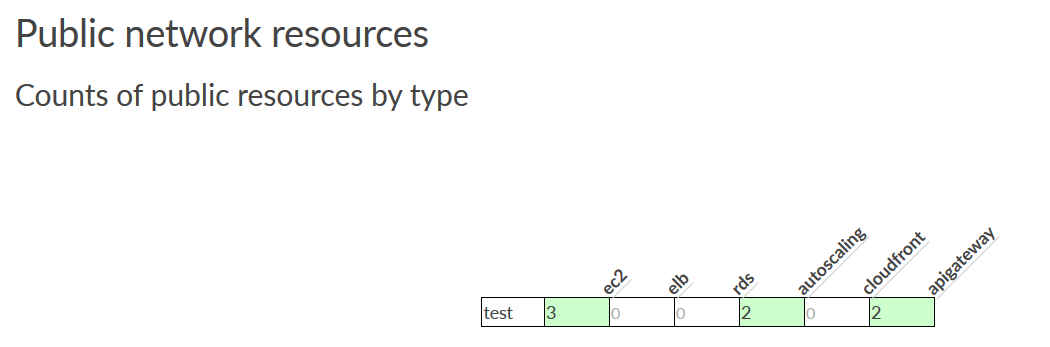 Public network resources
Counts of public resources by type
ec2 elb rds autoscaling cloudfront apigateway
test 3 0 0 2 0 2